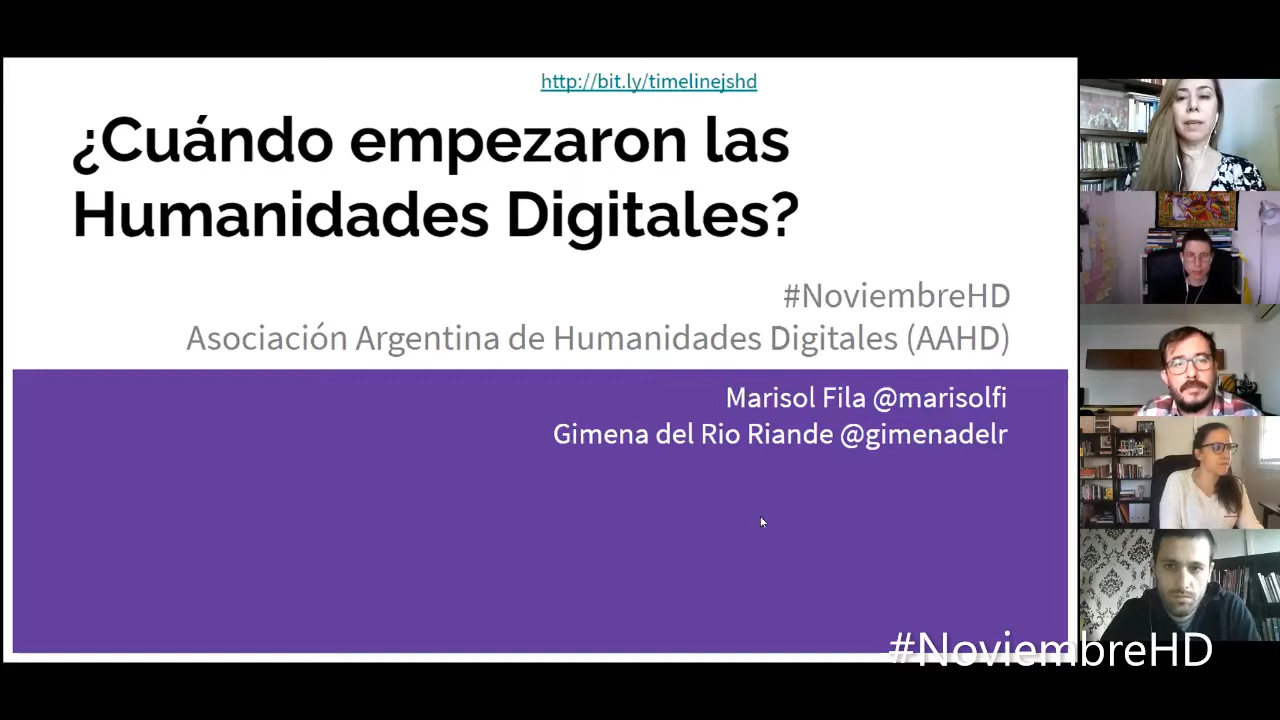 http://bit.ly/timelinejshd
¿Cuándo empezaron las
Humanidades Digitales?
#NoviembreHD
Asociación Argentina de Humanidades Digitales (AAHD)
Marisol Fila @marisolfi
Gimena del Rio Riande @gimenadelr
#NoviembreHD